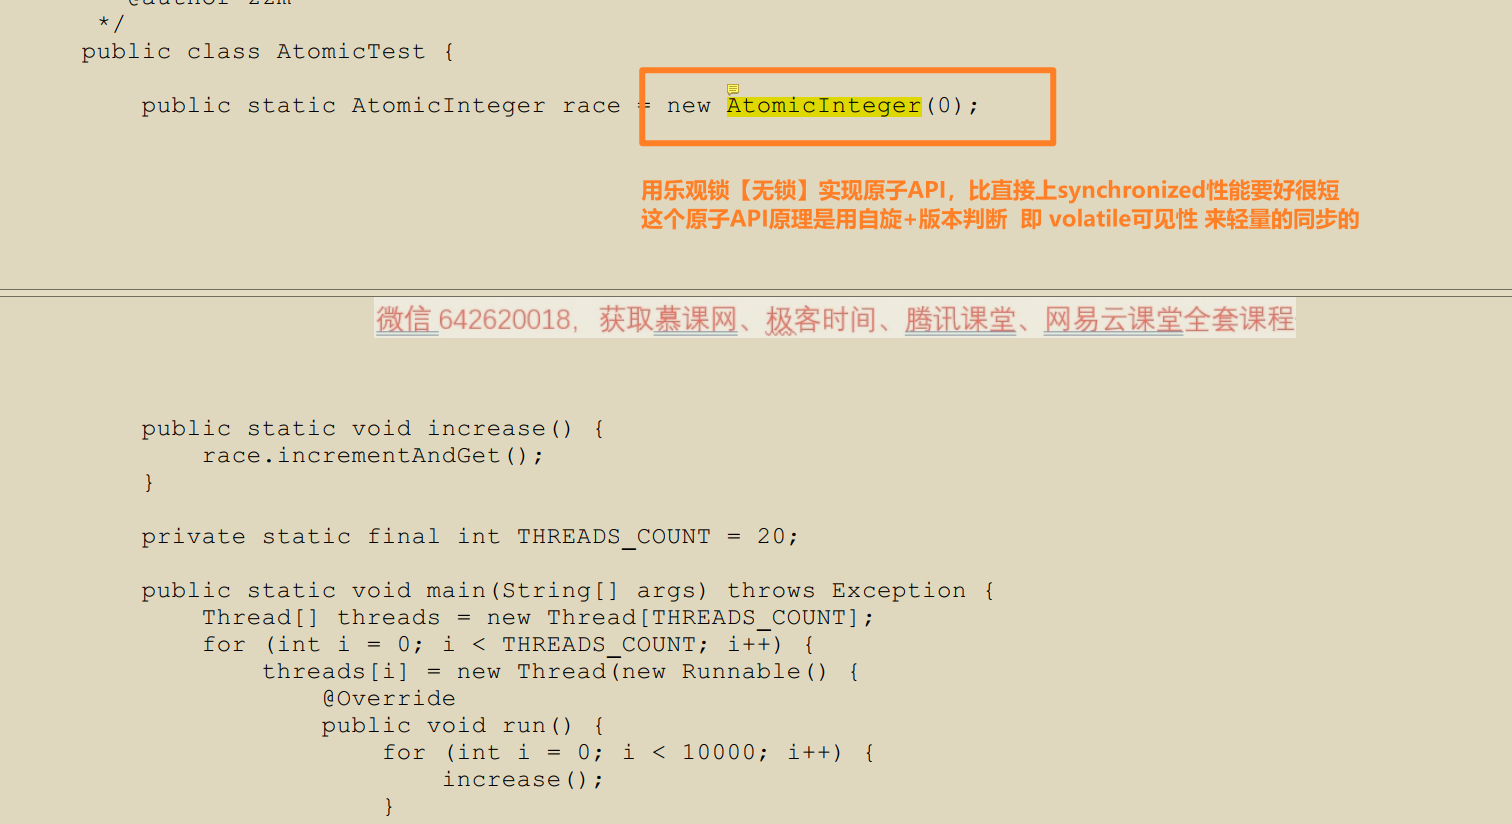 @author zzm
*/
public class AtomicTest {
public static AtomicInteger race = new AtomicInteger(0);
用乐观锁【无锁】实现原子API，比直接上synchronized性能要好很短
这个原子API原理是用自旋+版本判断 即 volatile可见性 来轻量的同步的
微信 642620018，获取慕课网、极客时间、腾讯课堂、网易云课堂全套课程
public static void increase() {
race.incrementAndGet();
}
private static final int THREADS_COUNT = 20;
public static void main(String[] args) throws Exception {
Thread[] threads = new Thread[THREADS_COUNT];
for (int i = 0; i < THREADS_COUNT; i++) {
threads[i] = new Thread(new Runnable() {
@Override
public void run() {
for (int i = 0; i < 10000; i++) {
increase();
}